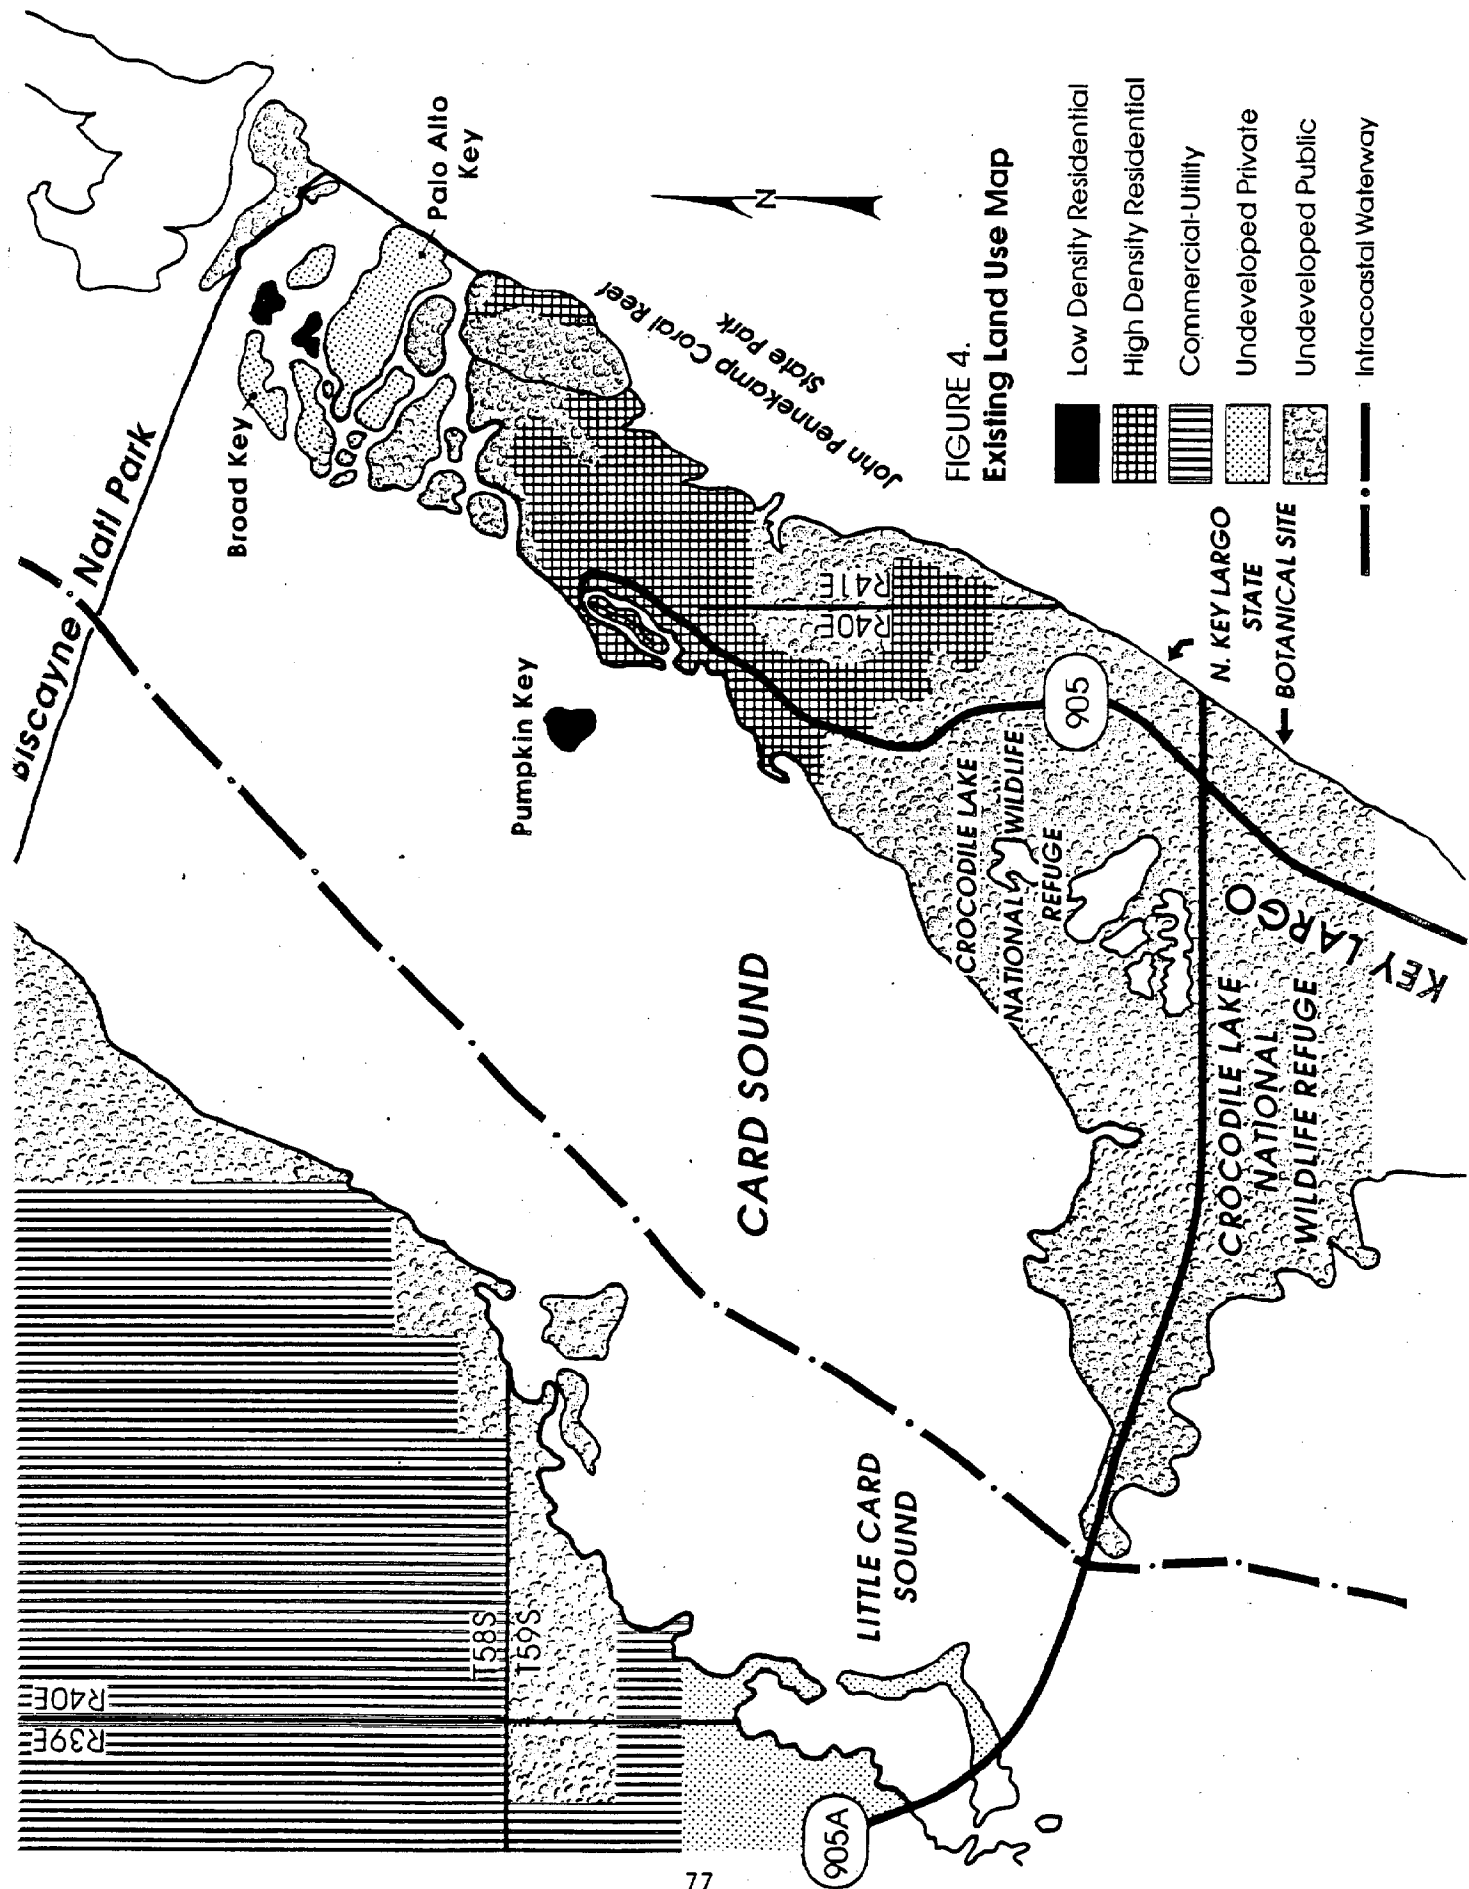 Biscayne Natl Park
Broad Key
Palo Alto
Key
Pumpkin Key
John Pennekamp Coral Reef
State Park
N
FIGURE 4.
Existing Land Use Map
Low Density Residential
High Density Residential
Commercial-Utility
Undeveloped Private
Undeveloped Public
Intracoastal Waterway
R41E
R40E
905
N. KEY LARGO
STATE
BOTANICAL SITE
CROCODILE LAKE
NATIONAL WILDLIFE
REFUGE
KEY LARGO
CROCODILE LAKE
NATIONAL
WILDLIFE REFUGE
CARD SOUND
LITTLE CARD
SOUND
T58S
T59S
R40E
R39E
905A
77